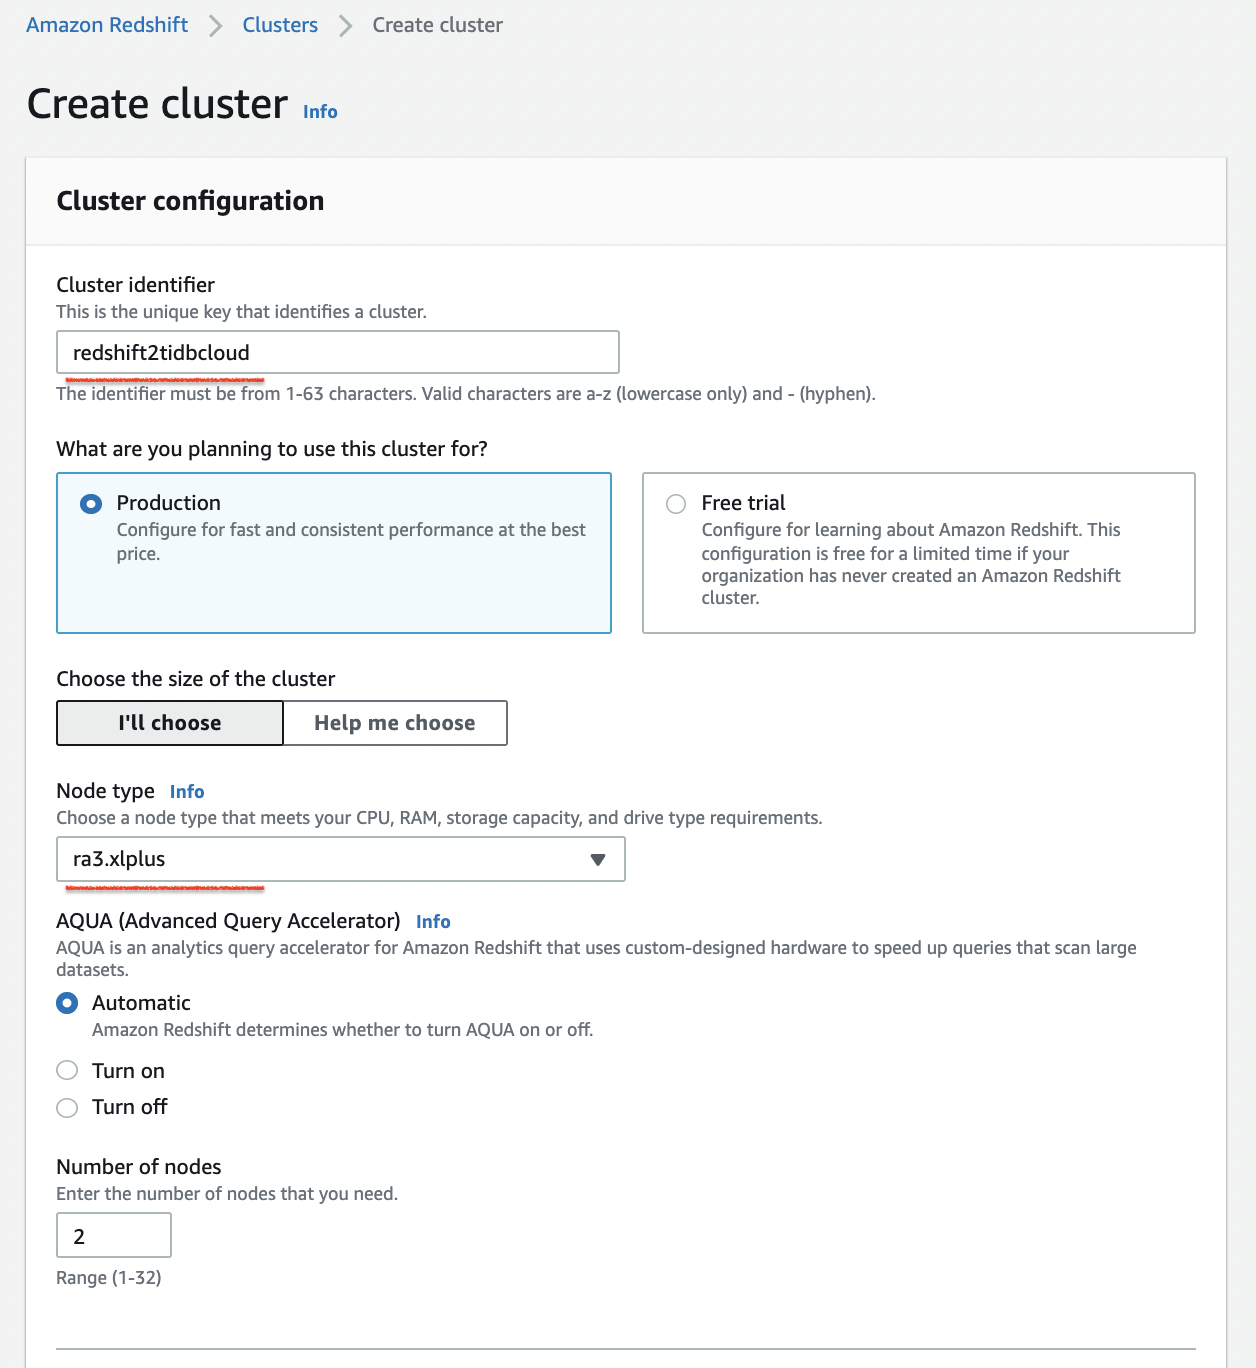 Amazon Redshift > Clusters > Create cluster
Create cluster Info
Cluster configuration
Cluster identifier
This is the unique key that identifies a cluster.
redshift2tidbcloud
The identifier must be from 1-63 characters. Valid characters are a-z (lowercase only) and - (hyphen).
What are you planning to use this cluster for?
Production
Configure for fast and consistent performance at the best
price.
Free trial
Configure for learning about Amazon Redshift. This
configuration is free for a limited time if your
organization has never created an Amazon Redshift
cluster.
Choose the size of the cluster
I'll choose
Help me choose
Node type Info
Choose a node type that meets your CPU, RAM, storage capacity, and drive type requirements.
ra3.xlplus
AQUA (Advanced Query Accelerator) Info
AQUA is an analytics query accelerator for Amazon Redshift that uses custom-designed hardware to speed up queries that scan large
datasets.
Automatic
Amazon Redshift determines whether to turn AQUA on or off.
Turn on
Turn off
Number of nodes
Enter the number of nodes that you need.
2
Range (1-32)